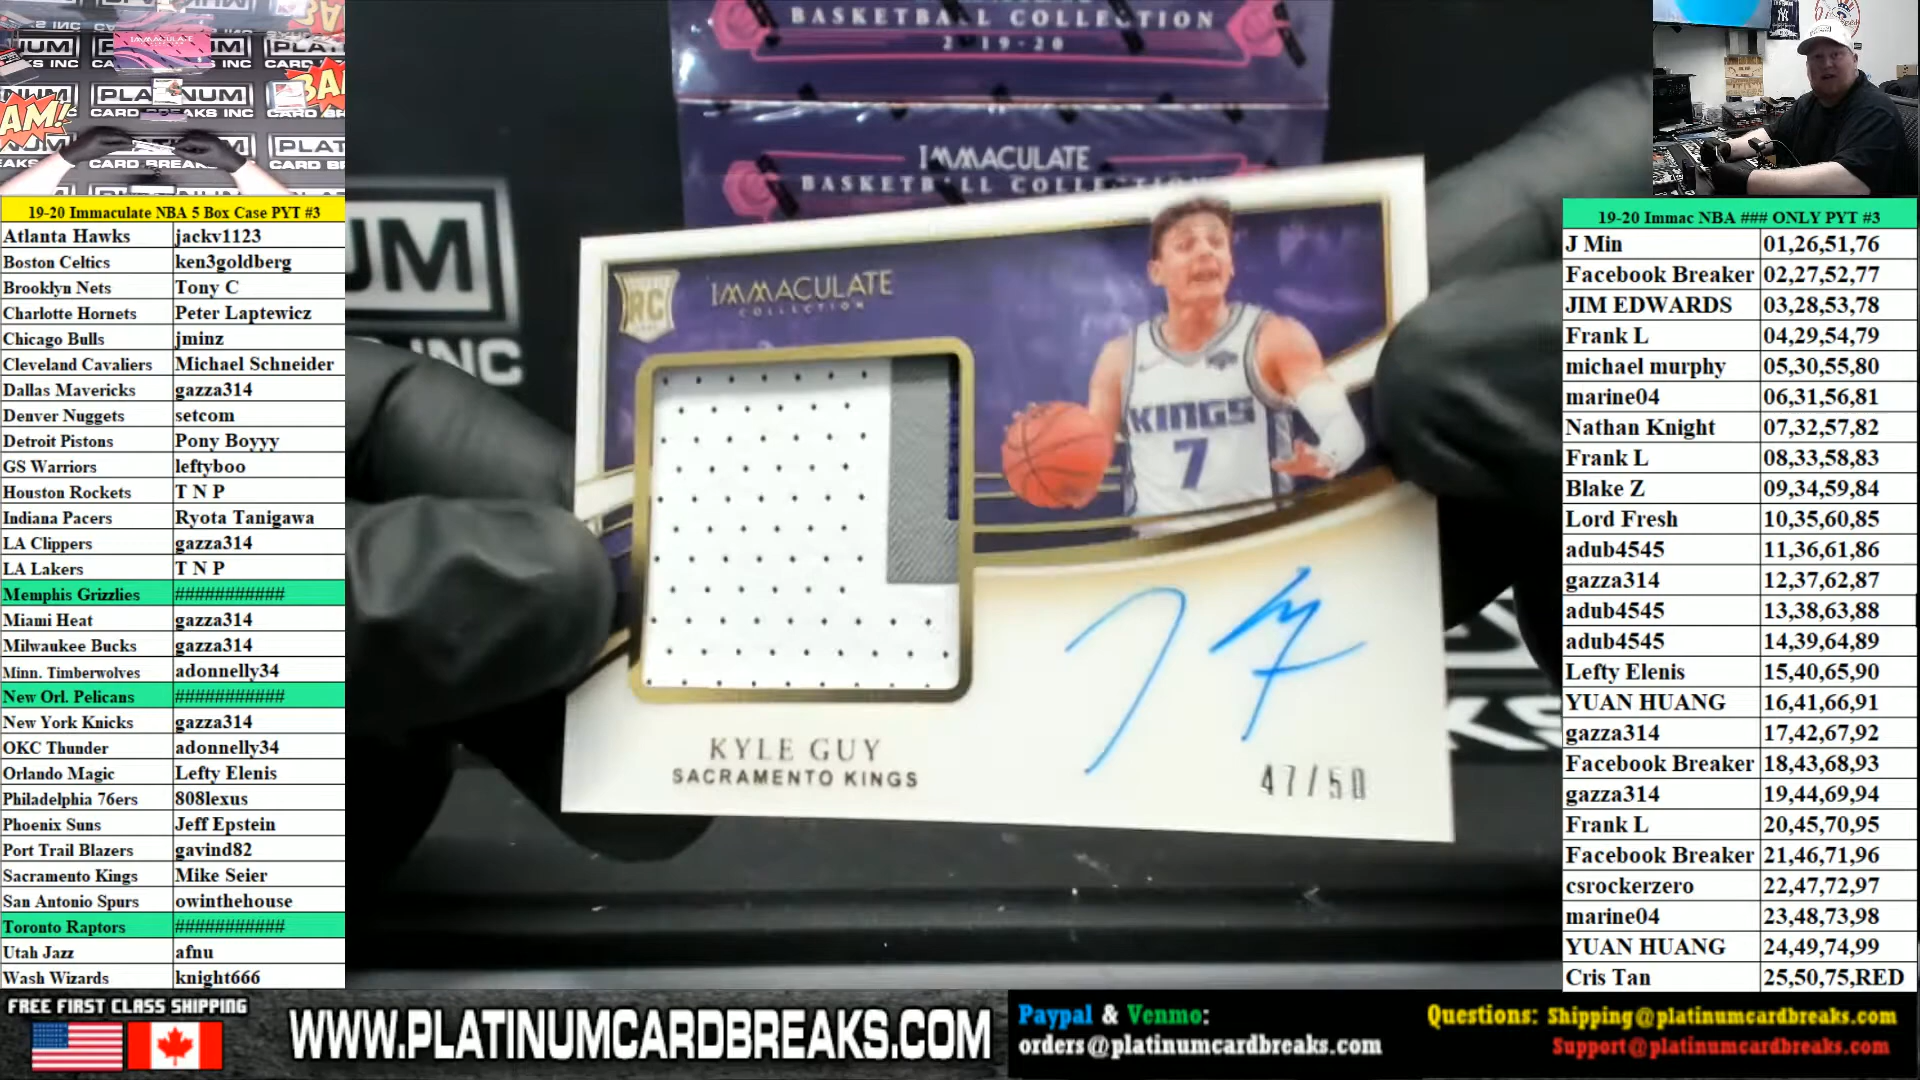 19-20 Immaculate NBA 5 Box Case PYT #3
Atlanta Hawks jackv1123
Boston Celtics ken3goldberg
Brooklyn Nets Tony C
Charlotte Hornets Peter Laptewicz
Chicago Bulls jminz
Cleveland Cavaliers Michael Schneider
Dallas Mavericks gazza314
Denver Nuggets setcom
Detroit Pistons Pony Boyyy
GS Warriors leftyboo
Houston Rockets T N P
Indiana Pacers Ryota Tanigawa
LA Clippers gazza314
LA Lakers T N P
Memphis Grizzlies ###########
Miami Heat gazza314
Milwaukee Bucks gazza314
Minn. Timberwolves adonnelly34
New Orl. Pelicans ###########
New York Knicks gazza314
OKC Thunder adonnelly34
Orlando Magic Lefty Elenis
Philadelphia 76ers 808lexus
Phoenix Suns Jeff Epstein
Port Trail Blazers gavind82
Sacramento Kings Mike Seier
San Antonio Spurs owinthehouse
Toronto Raptors ###########
Utah Jazz afnu
Wash Wizards knight666
BASKETBALL COLLECTION
2019-20
IMMACULATE
BASKETBALL COLLECTION
RC
IMMACULATE
COLLECTION
KINGS
7
KYLE GUY
SACRAMENTO KINGS
47/50
19-20 Immac NBA ### ONLY PYT #3
J Min 01,26,51,76
Facebook Breaker 02,27,52,77
JIM EDWARDS 03,28,53,78
Frank L 04,29,54,79
michael murphy 05,30,55,80
marine04 06,31,56,81
Nathan Knight 07,32,57,82
Frank L 08,33,58,83
Blake Z 09,34,59,84
Lord Fresh 10,35,60,85
adub4545 11,36,61,86
gazza314 12,37,62,87
adub4545 13,38,63,88
adub4545 14,39,64,89
Lefty Elenis 15,40,65,90
YUAN HUANG 16,41,66,91
gazza314 17,42,67,92
Facebook Breaker 18,43,68,93
gazza314 19,44,69,94
Frank L 20,45,70,95
Facebook Breaker 21,46,71,96
csrockerzero 22,47,72,97
marine04 23,48,73,98
YUAN HUANG 24,49,74,99
Cris Tan 25,50,75,RED
FREE FIRST CLASS SHIPPING
WWW.PLATINUMCARDBREAKS.COM
Paypal & Venmo:
orders@platinumcardbreaks.com
Questions: Shipping@platinumcardbreaks.com
Support@platinumcardbreaks.com